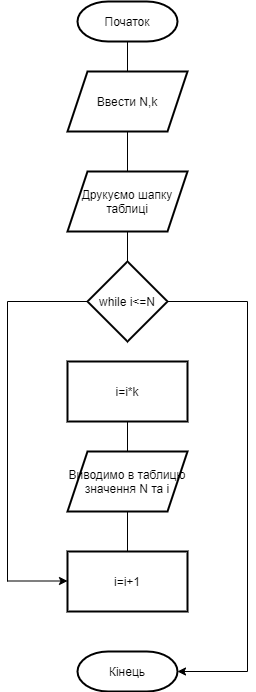 Початок
Ввести N,k
Друкуємо шапку
таблиці
while i<=N
i=i*k
Виводимо в таблицю
значення N та i
i=i+1
Кінець